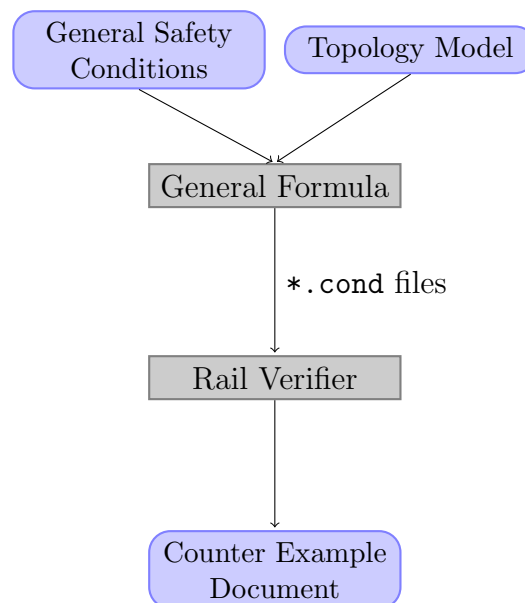 General Safety
Conditions
Topology Model
General Formula
*.cond files
Rail Verifier
Counter Example
Document